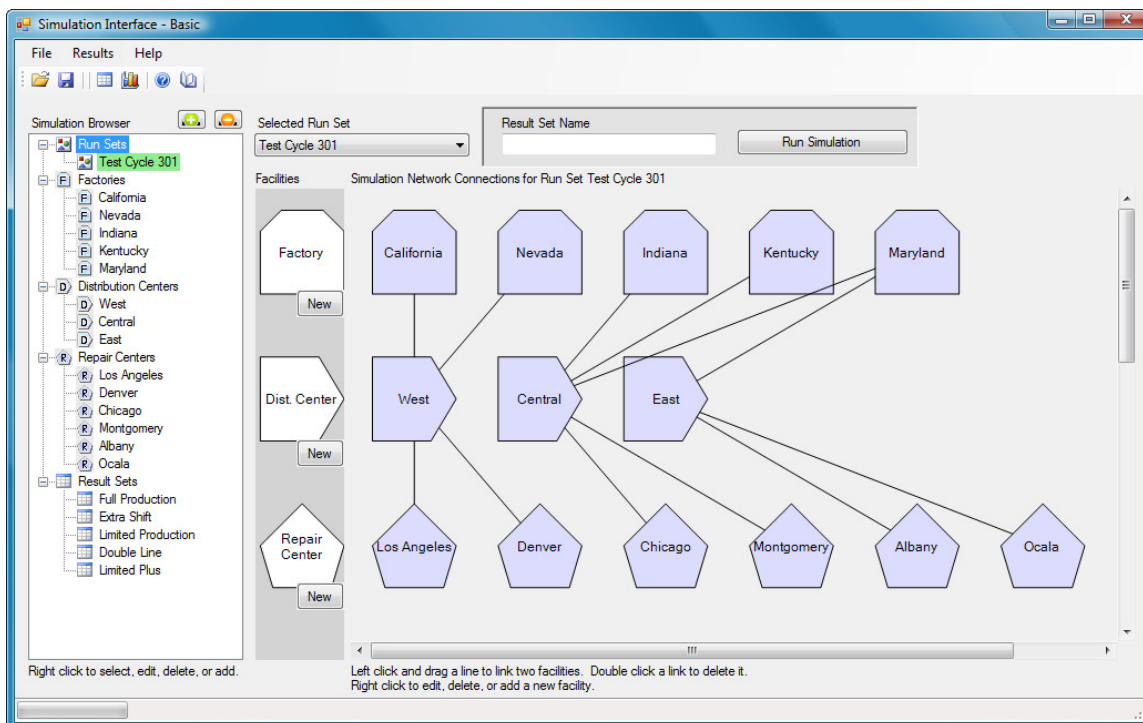 Simulation Interface - Basic
File Results Help
Simulation Browser
Run Sets
Test Cycle 301
F Factories
F California
F Nevada
F Indiana
F Kentucky
F Maryland
D Distribution Centers
D West
D Central
D East
R Repair Centers
R Los Angeles
R Denver
R Chicago
R Montgomery
R Albany
R Ocala
Result Sets
Full Production
Extra Shift
Limited Production
Double Line
Limited Plus
Right click to select, edit, delete, or add.
Selected Run Set
Test Cycle 301
Result Set Name
Run Simulation
Facilities
Factory
New
Dist. Center
New
Repair
Center
New
Simulation Network Connections for Run Set Test Cycle 301
California Nevada Indiana Kentucky Maryland
West Central East
Los Angeles Denver Chicago Montgomery Albany Ocala
Left click and drag a line to link two facilities. Double click a link to delete it.
Right click to edit, delete, or add a new facility.